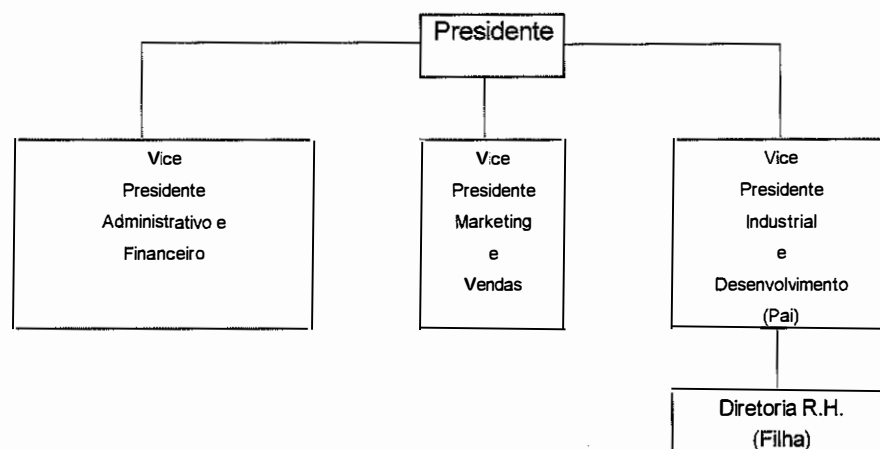 Presidente
Vice
Presidente
Administrativo e
Financeiro
Vice
Presidente
Marketing
e
Vendas
Vice
Presidente
Industrial
e
Desenvolvimento
(Pai)
Diretoria R.H.
(Filha)